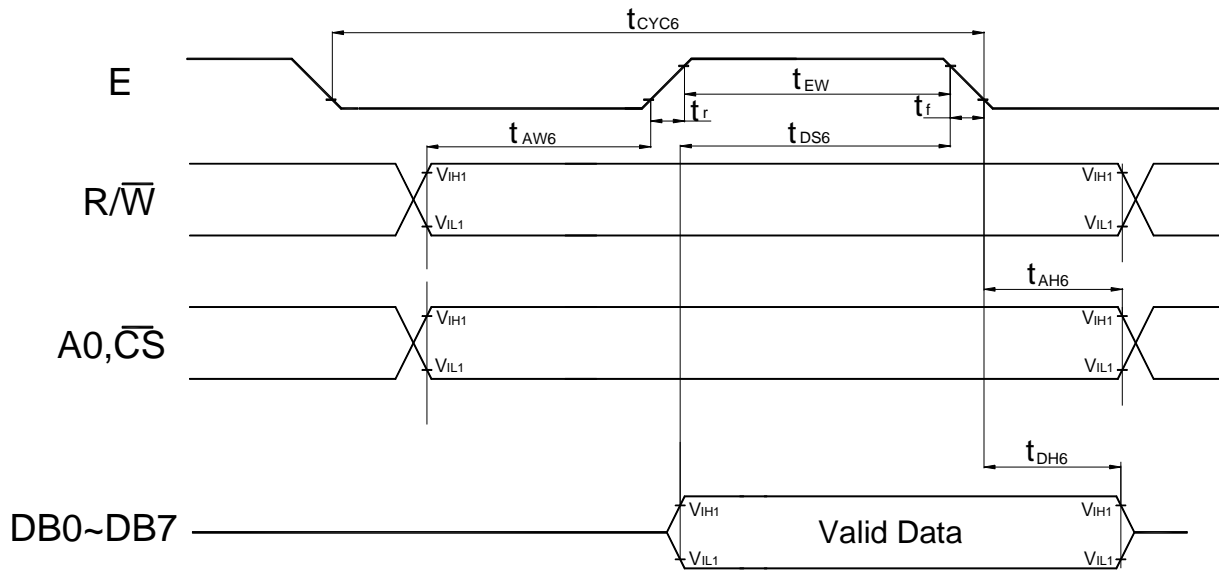 tCYC6
E
tEW
tr
tf
tAW6
tDS6
R/W̅
VIH1
VIH1
VIL1
VIL1
tAH6
A0,C̅S̅
VIH1
VIH1
VIL1
VIL1
tDH6
DB0~DB7
VIH1
Valid Data
VIH1
VIL1
VIL1